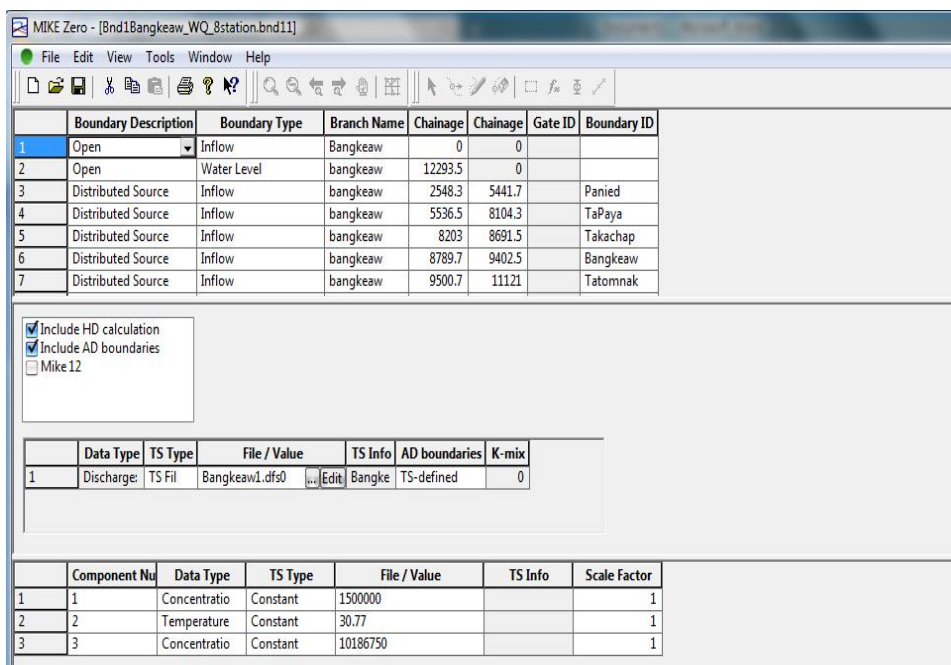 MIKE Zero - [Bnd1Bangkeaw_WQ_8station.bnd11]
File Edit View Tools Window Help
Boundary Description Boundary Type Branch Name Chainage Chainage Gate ID Boundary ID
1 Open Inflow Bangkeaw 0 0
2 Open Water Level bangkeaw 12293.5 0
3 Distributed Source Inflow bangkeaw 2548.3 5441.7 Panied
4 Distributed Source Inflow bangkeaw 5536.5 8104.3 TaPaya
5 Distributed Source Inflow bangkeaw 8203 8691.5 Takachap
6 Distributed Source Inflow bangkeaw 8789.7 9402.5 Bangkeaw
7 Distributed Source Inflow bangkeaw 9500.7 11121 Tatomnak
Include HD calculation
Include AD boundaries
Mike 12
Data Type TS Type File / Value TS Info AD boundaries K-mix
1 Discharge: TS Fil Bangkeaw1.dfs0 ... Edit Bangke TS-defined 0
Component Nu Data Type TS Type File / Value TS Info Scale Factor
1 1 Concentratio Constant 1500000 1
2 2 Temperature Constant 30.77 1
3 3 Concentratio Constant 10186750 1